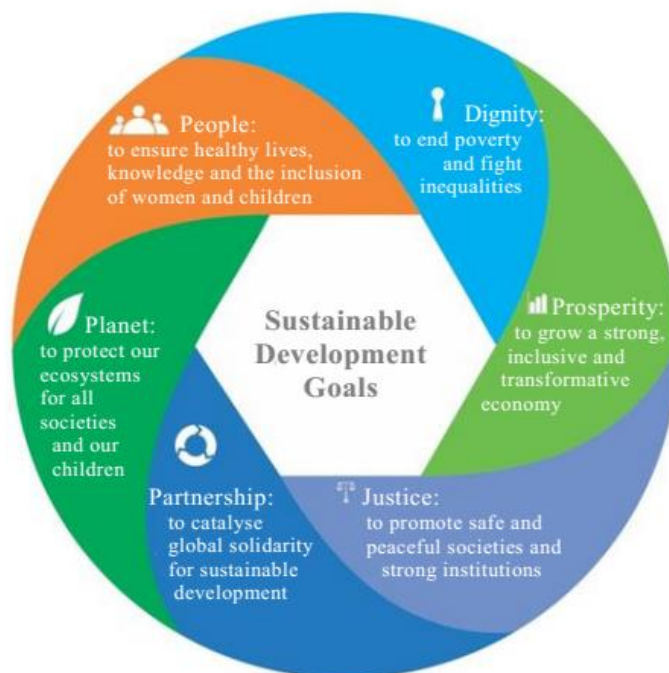 Sustainable
Development
Goals
Dignity:
to end poverty
and fight
inequalities
Prosperity:
to grow a strong,
inclusive and
transformative
economy
Justice:
to promote safe and
peaceful societies and
strong institutions
Partnership:
to catalyse
global solidarity
for sustainable
development
Planet:
to protect our
ecosystems
for all
societies
and our
children
People:
to ensure healthy lives,
knowledge and the inclusion
of women and children